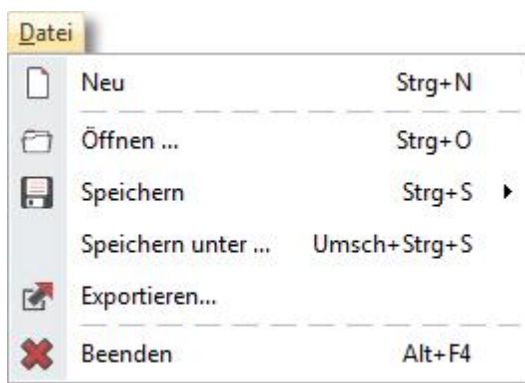 Datei
Neu Strg+N
Öffnen ... Strg+O
Speichern Strg+S
Speichern unter ... Umsch+Strg+S
Exportieren...
Beenden Alt+F4